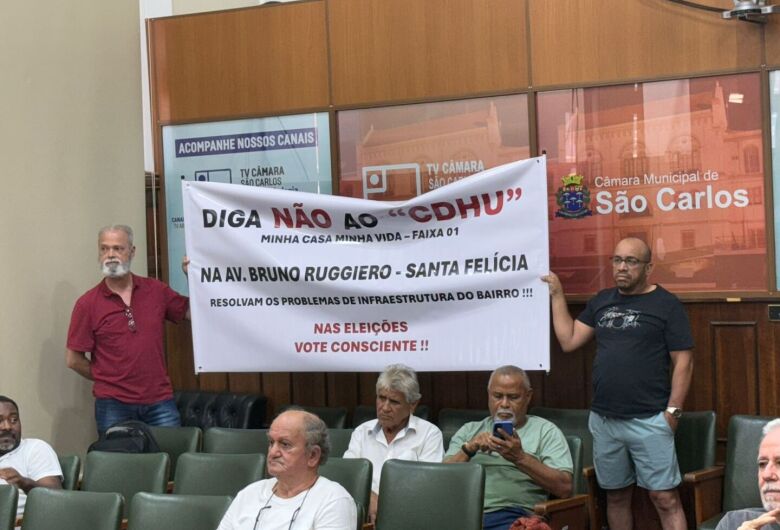 ACOMPANHE NOSSOS CANAIS
TV CÂMARA
SÃO CARLOS
TV CÂMARA
SÃO CARLOS
Câmara Municipal de
São Carlos
DIGA NÃO AO “CDHU”
MINHA CASA MINHA VIDA – FAIXA 01
NA AV. BRUNO RUGGIERO - SANTA FELÍCIA
RESOLVAM OS PROBLEMAS DE INFRAESTRUTURA DO BAIRRO !!!
NAS ELEIÇÕES
VOTE CONSCIENTE !!